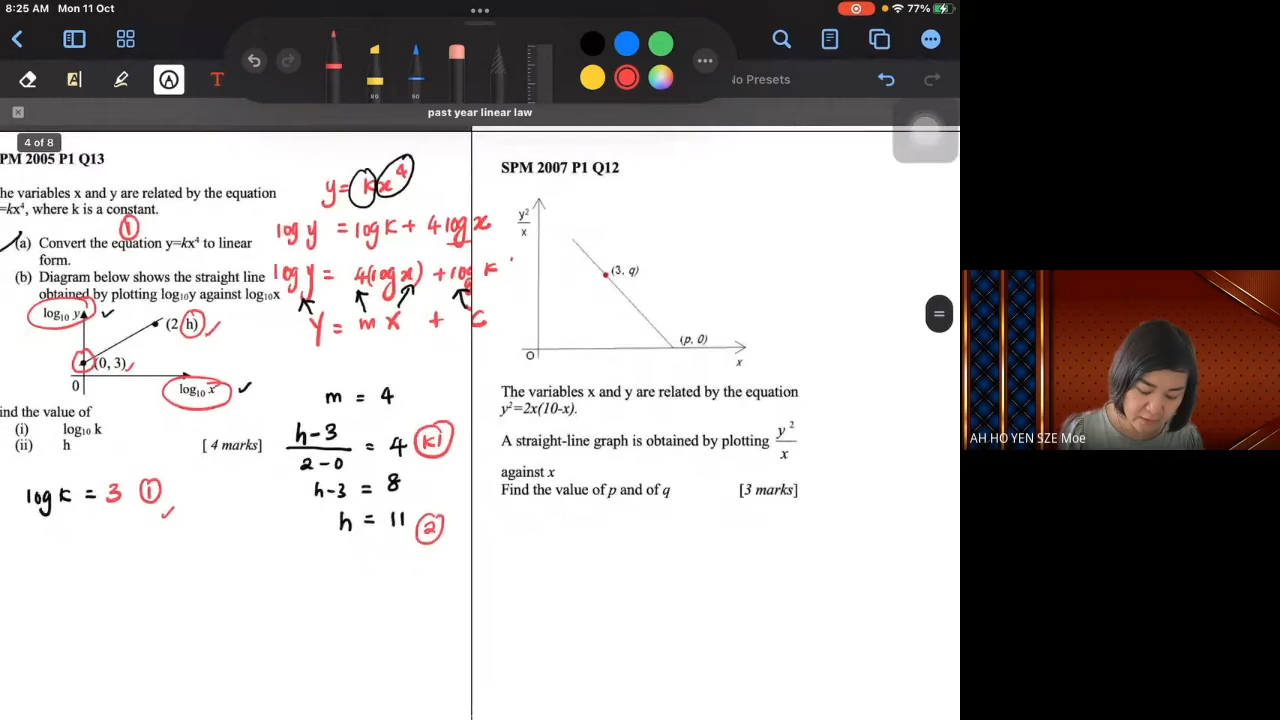 8:25 AM Mon 11 Oct
77%
No Presets
past year linear law
4 of 8
PM 2005 P1 Q13
he variables x and y are related by the equation
=kx⁴, where k is a constant.
(a) Convert the equation y=kx⁴ to linear
form.
(b) Diagram below shows the straight line
obtained by plotting log₁₀y against log₁₀x
log₁₀ y
(2, h)
(0, 3)
0
log₁₀ x
ind the value of
(i) log₁₀ k
(ii) h [ 4 marks]
log k = 3 ①
y = kx⁴
①
log y = log k + 4 log x
log y = 4(log x) + log k
Y = m X + C
m = 4
h-3 / 2-0 = 4 K1
h-3 = 8
h = 11 ②
SPM 2007 P1 Q12
y²/x
(3, q)
(p, 0)
O
x
The variables x and y are related by the equation
y²=2x(10-x).
A straight-line graph is obtained by plotting y²/x
against x
Find the value of p and of q [3 marks]
AH HO YEN SZE Moe